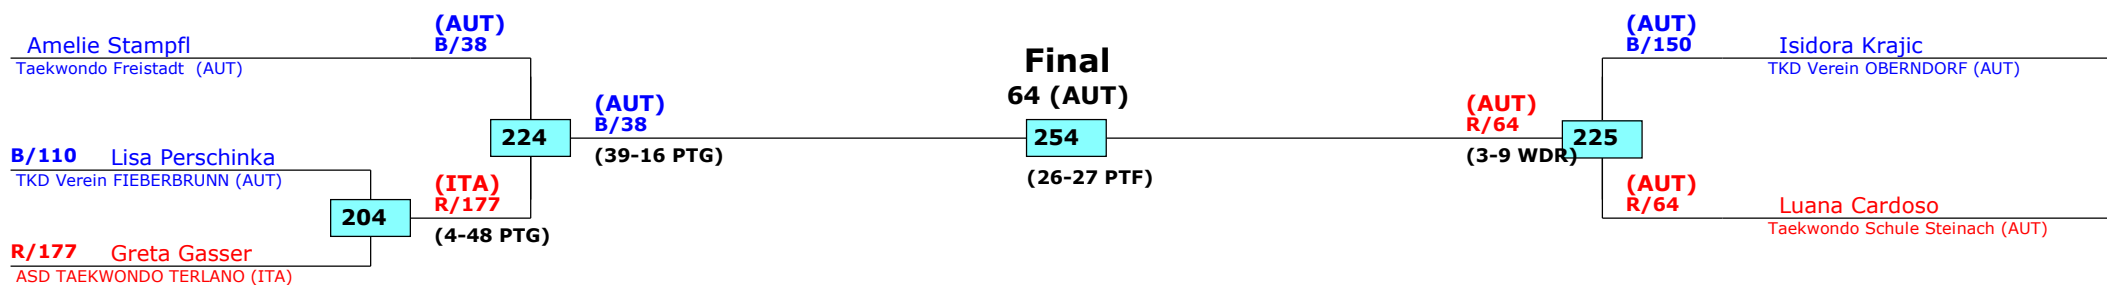 Amelie Stampfl
Taekwondo Freistadt (AUT)
(AUT)
B/38
B/110 Lisa Perschinka
TKD Verein FIEBERBRUNN (AUT)
204
R/177 Greta Gasser
ASD TAEKWONDO TERLANO (ITA)
(ITA)
R/177
(4-48 PTG)
224
(AUT)
B/38
(39-16 PTG)
Final
64 (AUT)
254
(26-27 PTF)
(AUT)
R/64
(3-9 WDR)
225
(AUT)
B/150
Isidora Krajic
TKD Verein OBERNDORF (AUT)
(AUT)
R/64
Luana Cardoso
Taekwondo Schule Steinach (AUT)